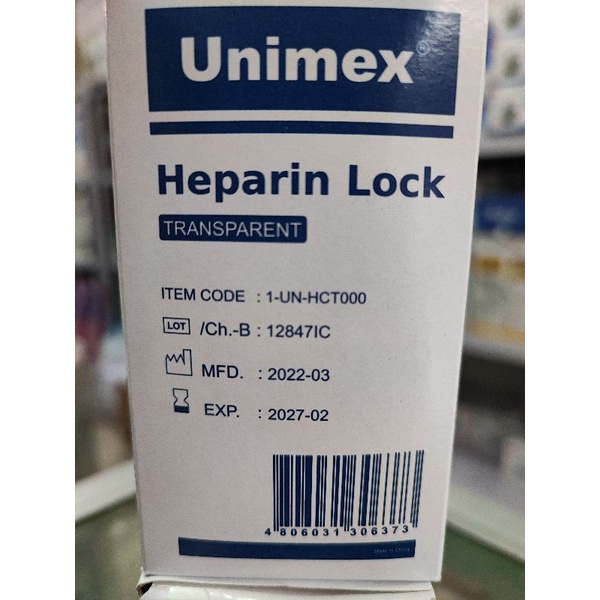 Unimex®
Heparin Lock
TRANSPARENT
ITEM CODE : 1-UN-HCT000
LOT /Ch.-B : 12847IC
MFD. : 2022-03
EXP. : 2027-02
4 806031 306373
Made in China